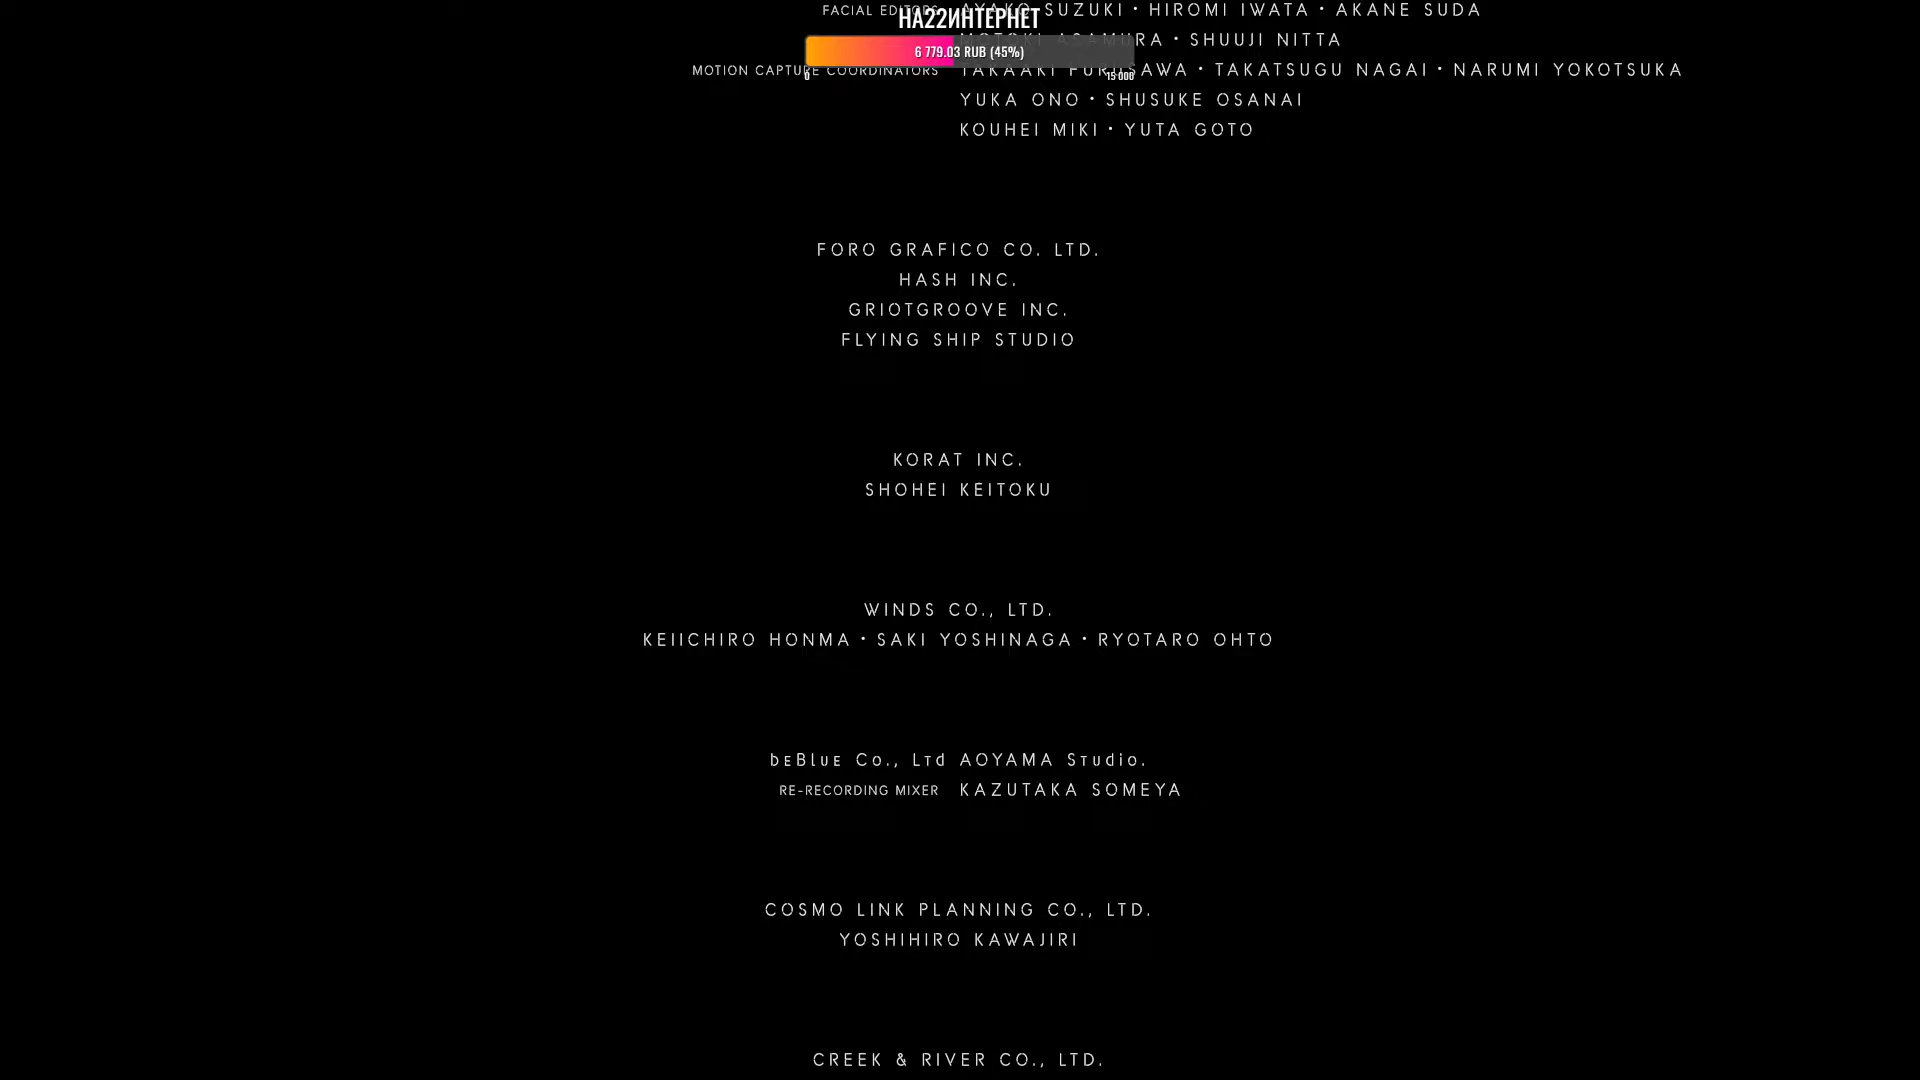 FACIAL EDITORS AYAKO SUZUKI・HIROMI IWATA・AKANE SUDA
НА22ИНТЕРНЕТ
MOTOKI ASAMURA・SHUUJI NITTA
6 779.03 RUB (45%)
0 15 000
MOTION CAPTURE COORDINATORS TAKAAKI FURUSAWA・TAKATSUGU NAGAI・NARUMI YOKOTSUKA
YUKA ONO・SHUSUKE OSANAI
KOUHEI MIKI・YUTA GOTO
FORO GRAFICO CO. LTD.
HASH INC.
GRIOTGROOVE INC.
FLYING SHIP STUDIO
KORAT INC.
SHOHEI KEITOKU
WINDS CO., LTD.
KEIICHIRO HONMA・SAKI YOSHINAGA・RYOTARO OHTO
beBlue Co., Ltd AOYAMA Studio.
RE-RECORDING MIXER KAZUTAKA SOMEYA
COSMO LINK PLANNING CO., LTD.
YOSHIHIRO KAWAJIRI
CREEK & RIVER CO., LTD.